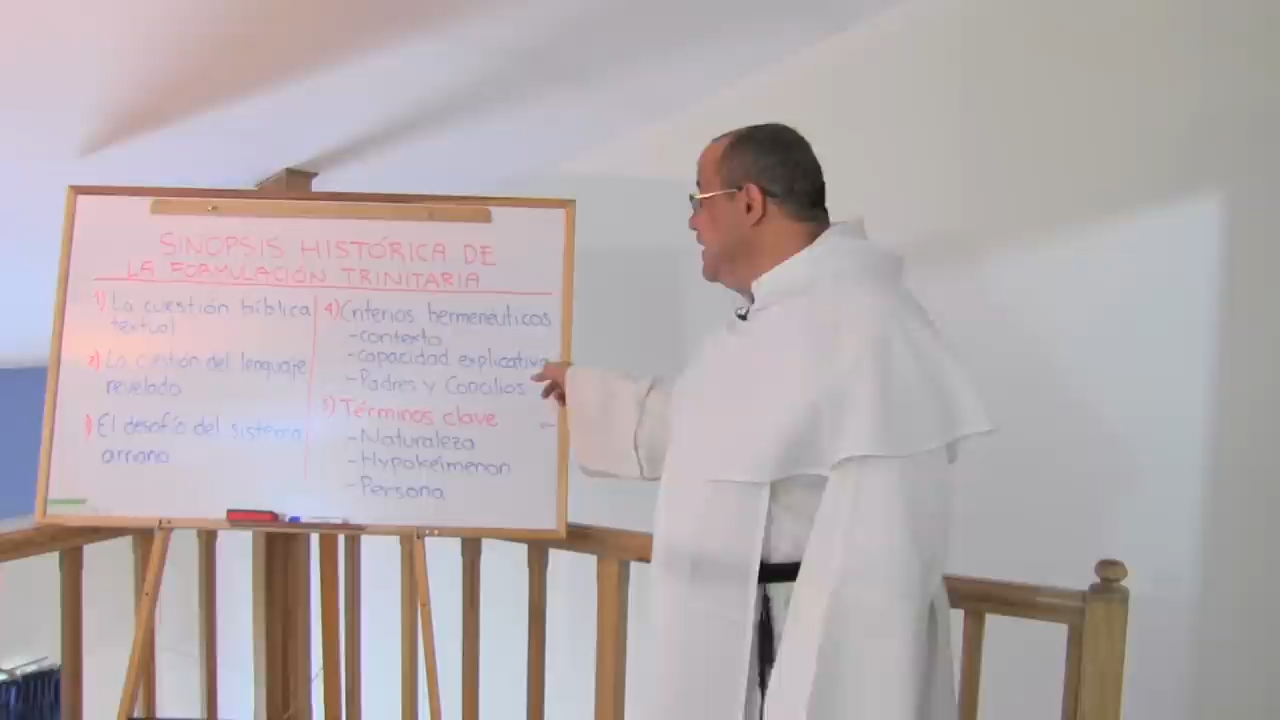 SINOPSIS HISTÓRICA DE
LA FORMULACIÓN TRINITARIA
1) La cuestión bíblica
textual
2) La cuestión del lenguaje
revelado
3) El desafío del sistema
arriano
4) Criterios hermenéuticos
- contexto
- capacidad explicativa
- Padres y Concilios
5) Términos clave
- Naturaleza
- Hypokeímenon
- Persona